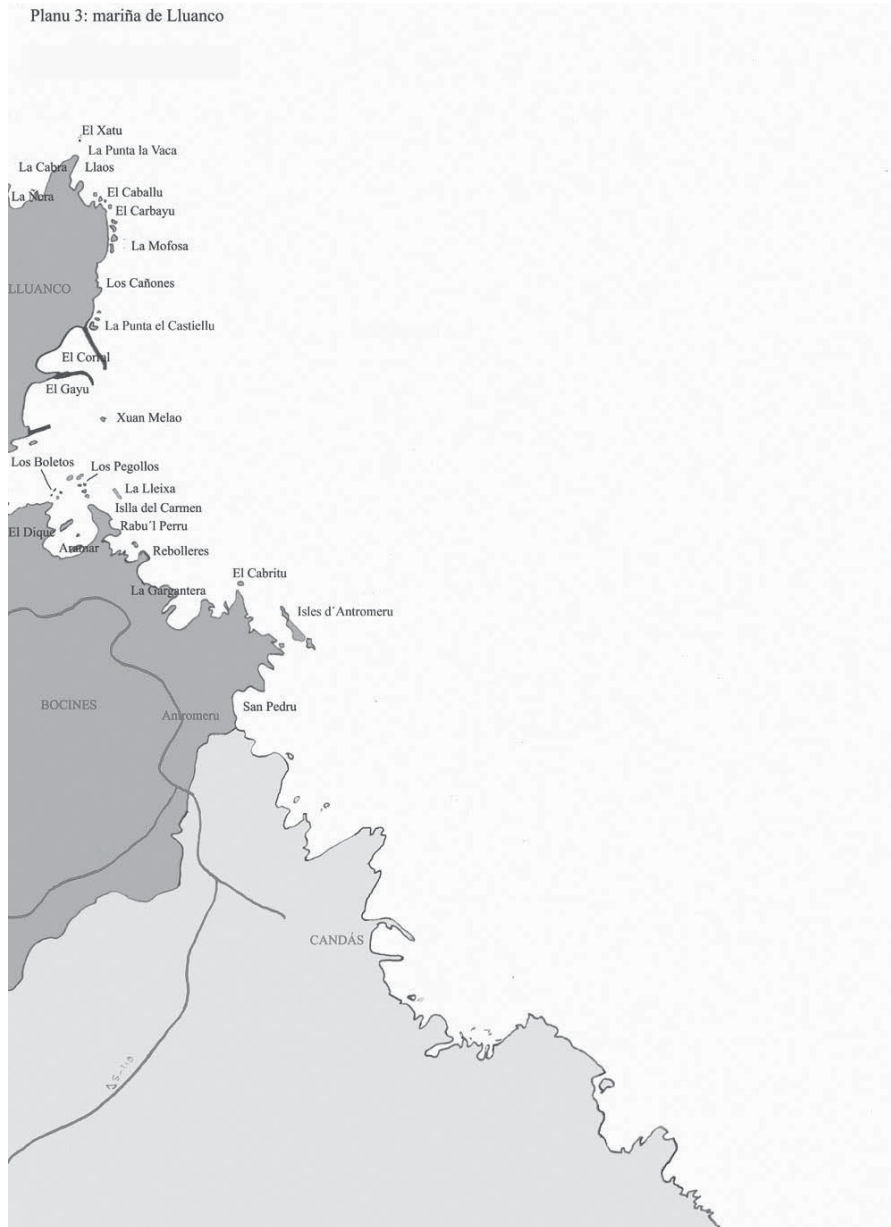 Planu 3: mariña de Lluanco
El Xatu
La Punta la Vaca
La Cabra
Llaos
La Nora
El Caballu
El Carbayu
La Mofosa
Los Cañones
LLUANCO
La Punta el Castiellu
El Corral
El Gayu
Xuan Melao
Los Boletos
Los Pegollos
La Lleixa
Islla del Carmen
El Dique
Rabu´l Perru
Aramar
Rebolleres
El Cabritu
La Gargantera
Isles d´Antromeru
BOCINES
San Pedru
Antromeru
CANDÁS